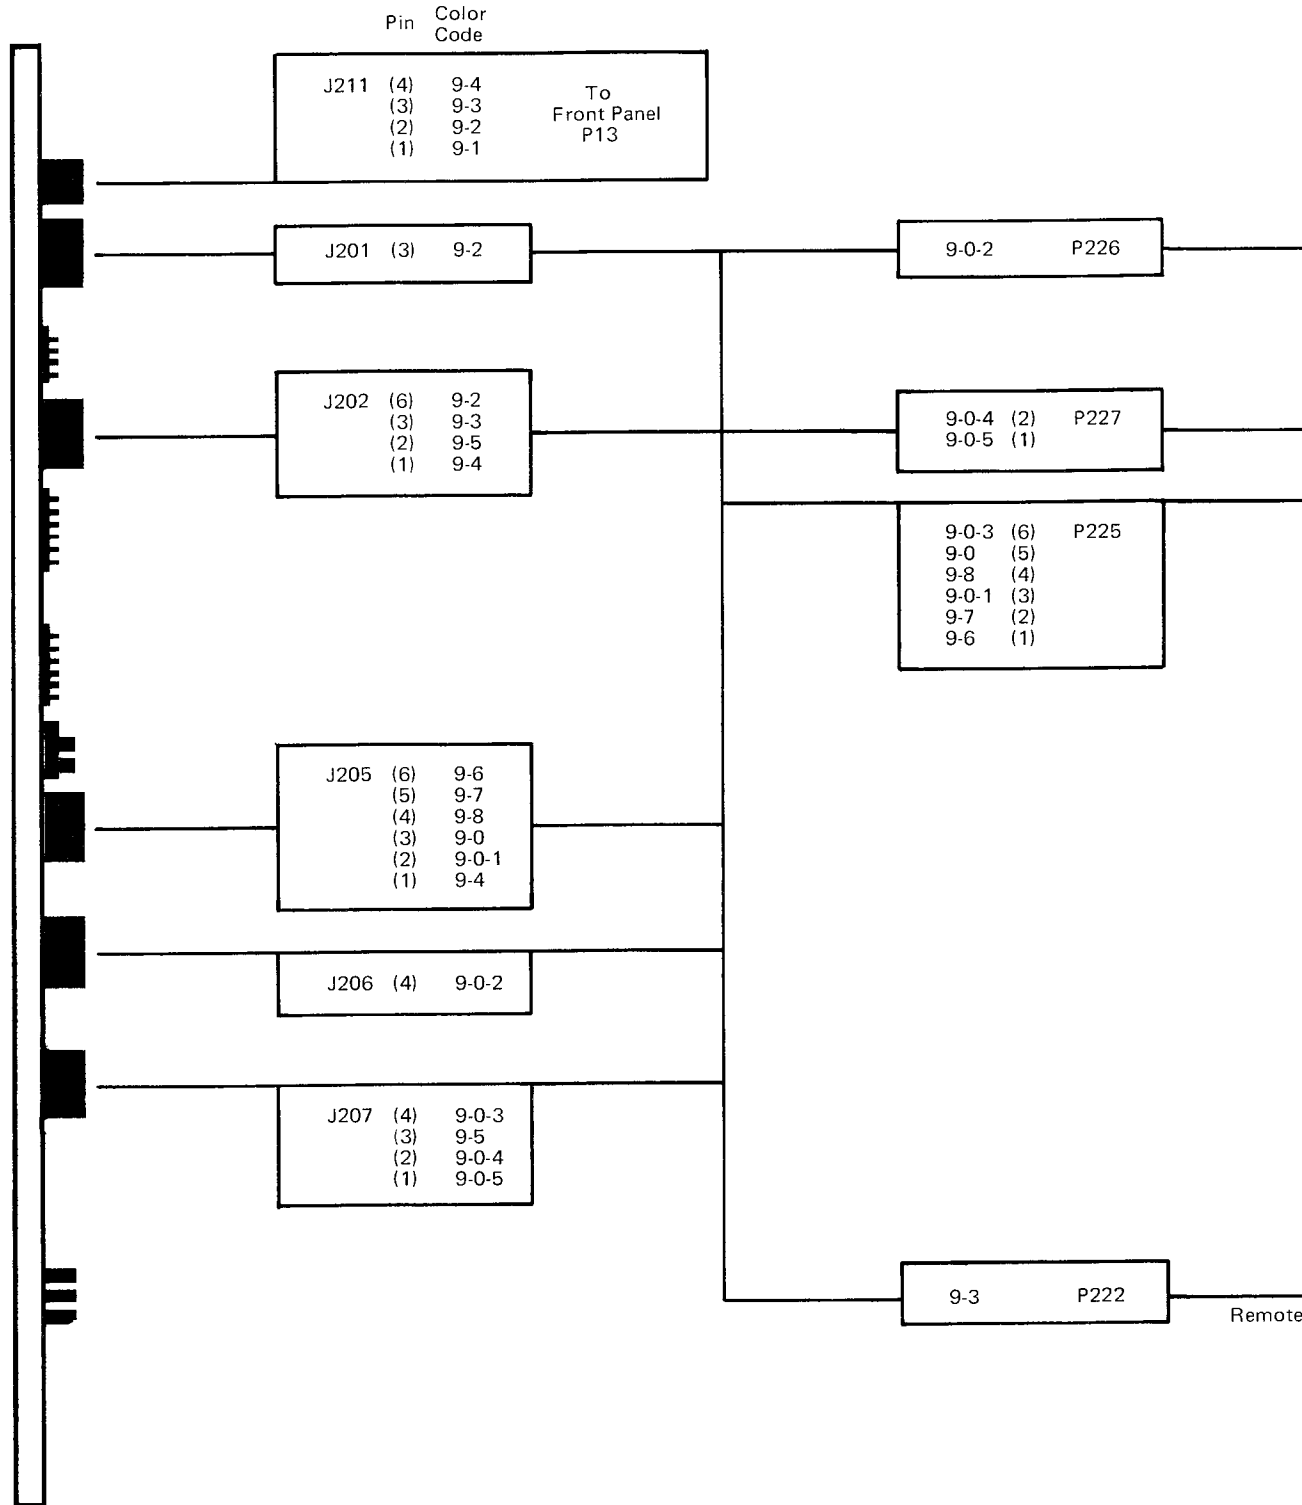 Pin Color
Code
J211 (4) 9-4
(3) 9-3
(2) 9-2
(1) 9-1
To
Front Panel
P13
J201 (3) 9-2
9-0-2 P226
J202 (6) 9-2
(3) 9-3
(2) 9-5
(1) 9-4
9-0-4 (2) P227
9-0-5 (1)
9-0-3 (6) P225
9-0 (5)
9-8 (4)
9-0-1 (3)
9-7 (2)
9-6 (1)
J205 (6) 9-6
(5) 9-7
(4) 9-8
(3) 9-0
(2) 9-0-1
(1) 9-4
J206 (4) 9-0-2
J207 (4) 9-0-3
(3) 9-5
(2) 9-0-4
(1) 9-0-5
9-3 P222
Remote